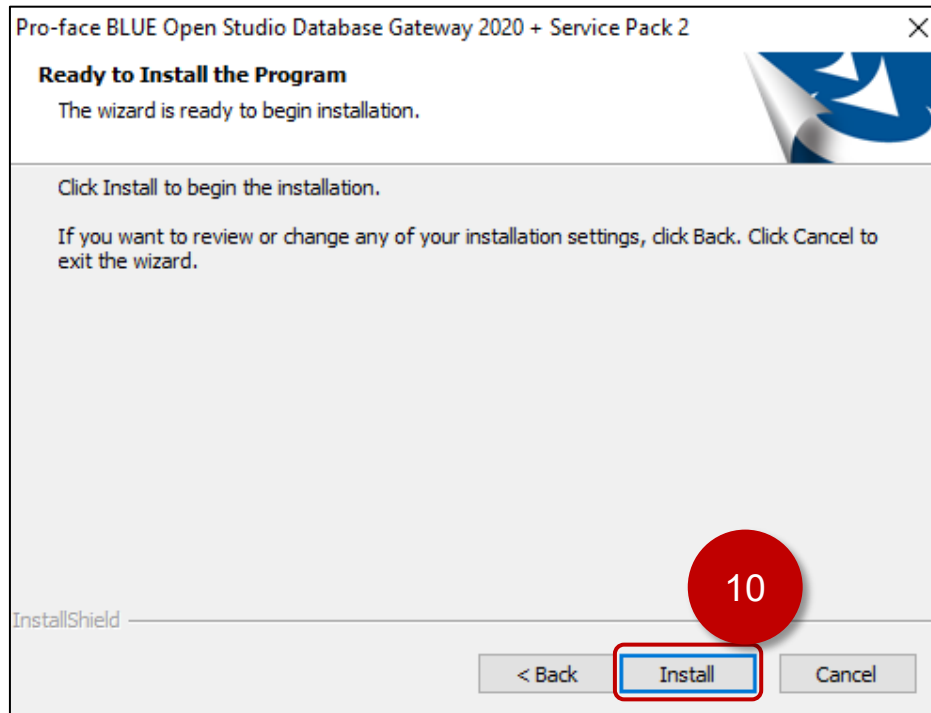 Pro-face BLUE Open Studio Database Gateway 2020 + Service Pack 2
Ready to Install the Program
The wizard is ready to begin installation.
Click Install to begin the installation.
If you want to review or change any of your installation settings, click Back. Click Cancel to
exit the wizard.
10
InstallShield
< Back Install Cancel